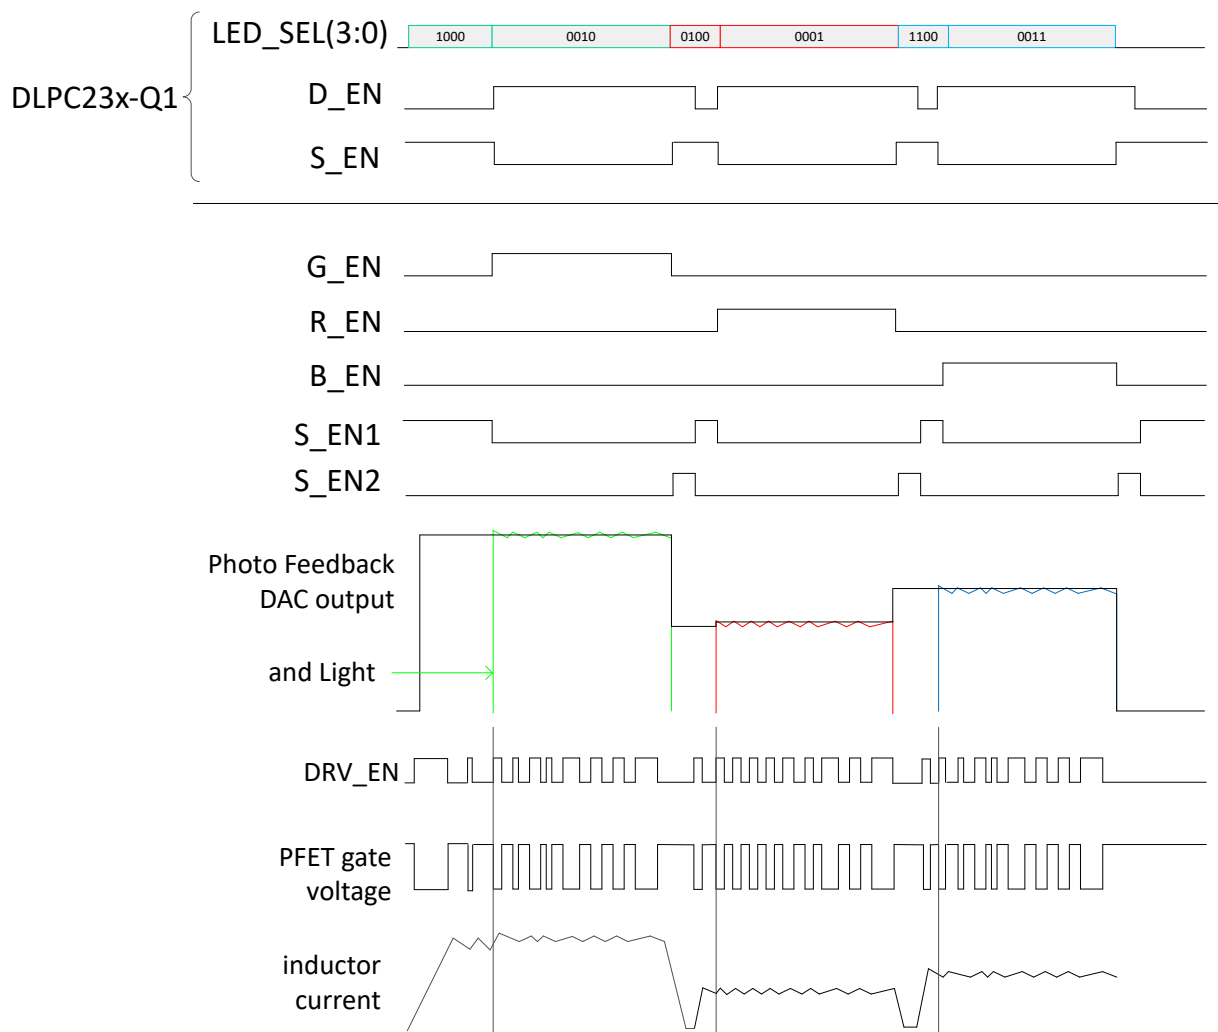 LED_SEL(3:0)
1000 0010 0100 0001 1100 0011
DLPC23x-Q1
D_EN
S_EN
G_EN
R_EN
B_EN
S_EN1
S_EN2
Photo Feedback
DAC output
and Light
DRV_EN
PFET gate
voltage
inductor
current